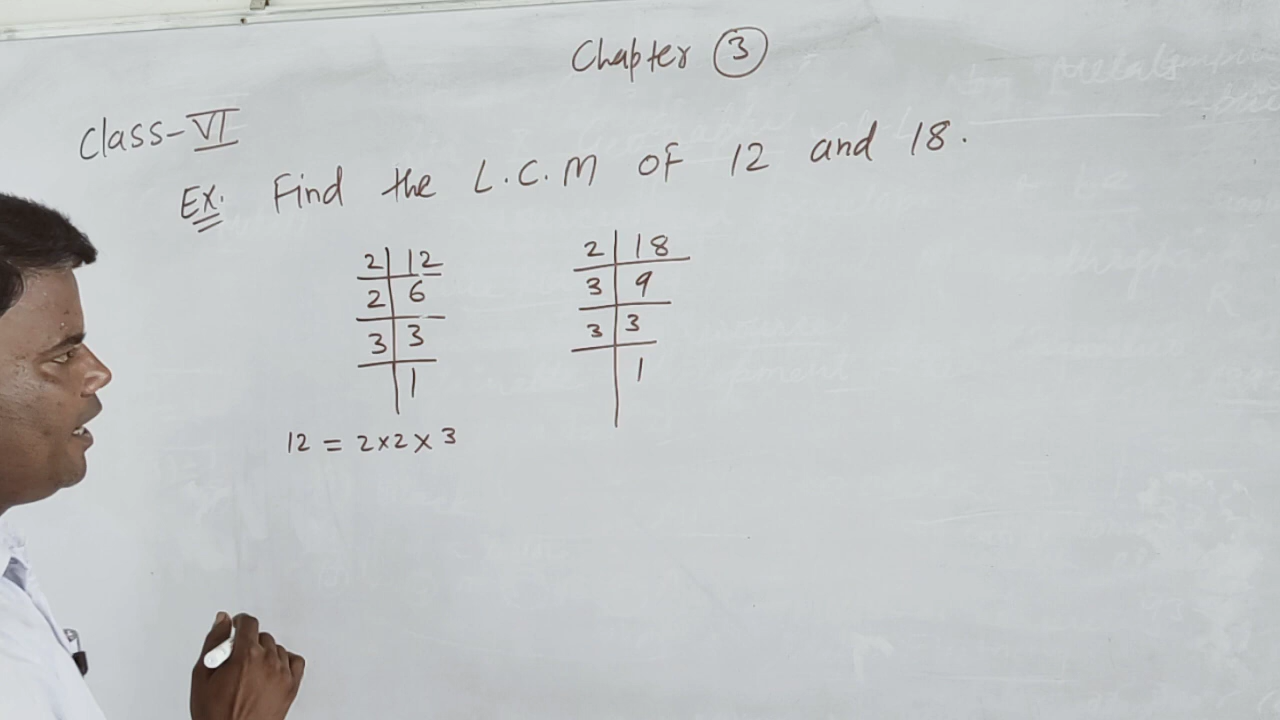 Chapter 3
Class-VI
Ex. Find the L.C.M OF 12 and 18.
2 | 12
2 | 6
3 | 3
1
2 | 18
3 | 9
3 | 3
1
12 = 2×2×3